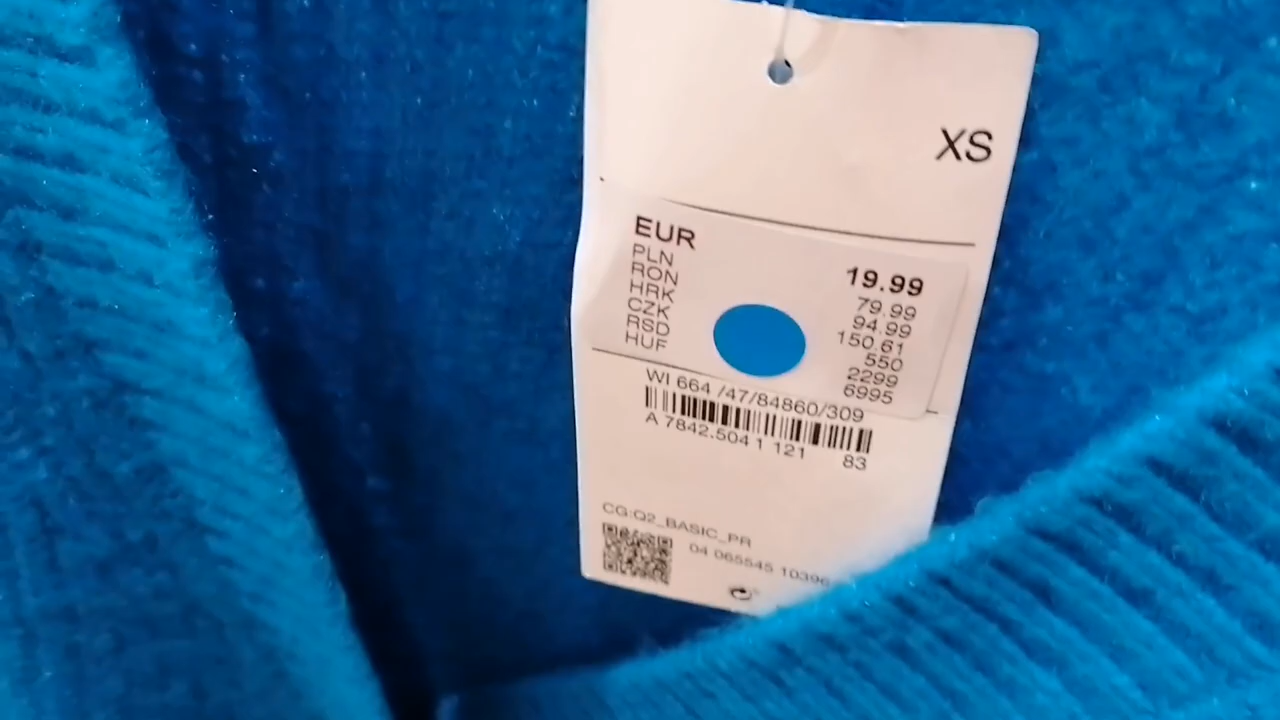 XS
EUR 19.99
PLN 79.99
RON 94.99
HRK 150.61
CZK 550
RSD 2299
HUF 6995
WI 664 /47/84860/309
A 7842.504 1 121 83
CG:Q2_BASIC_PR
04 065545 10396